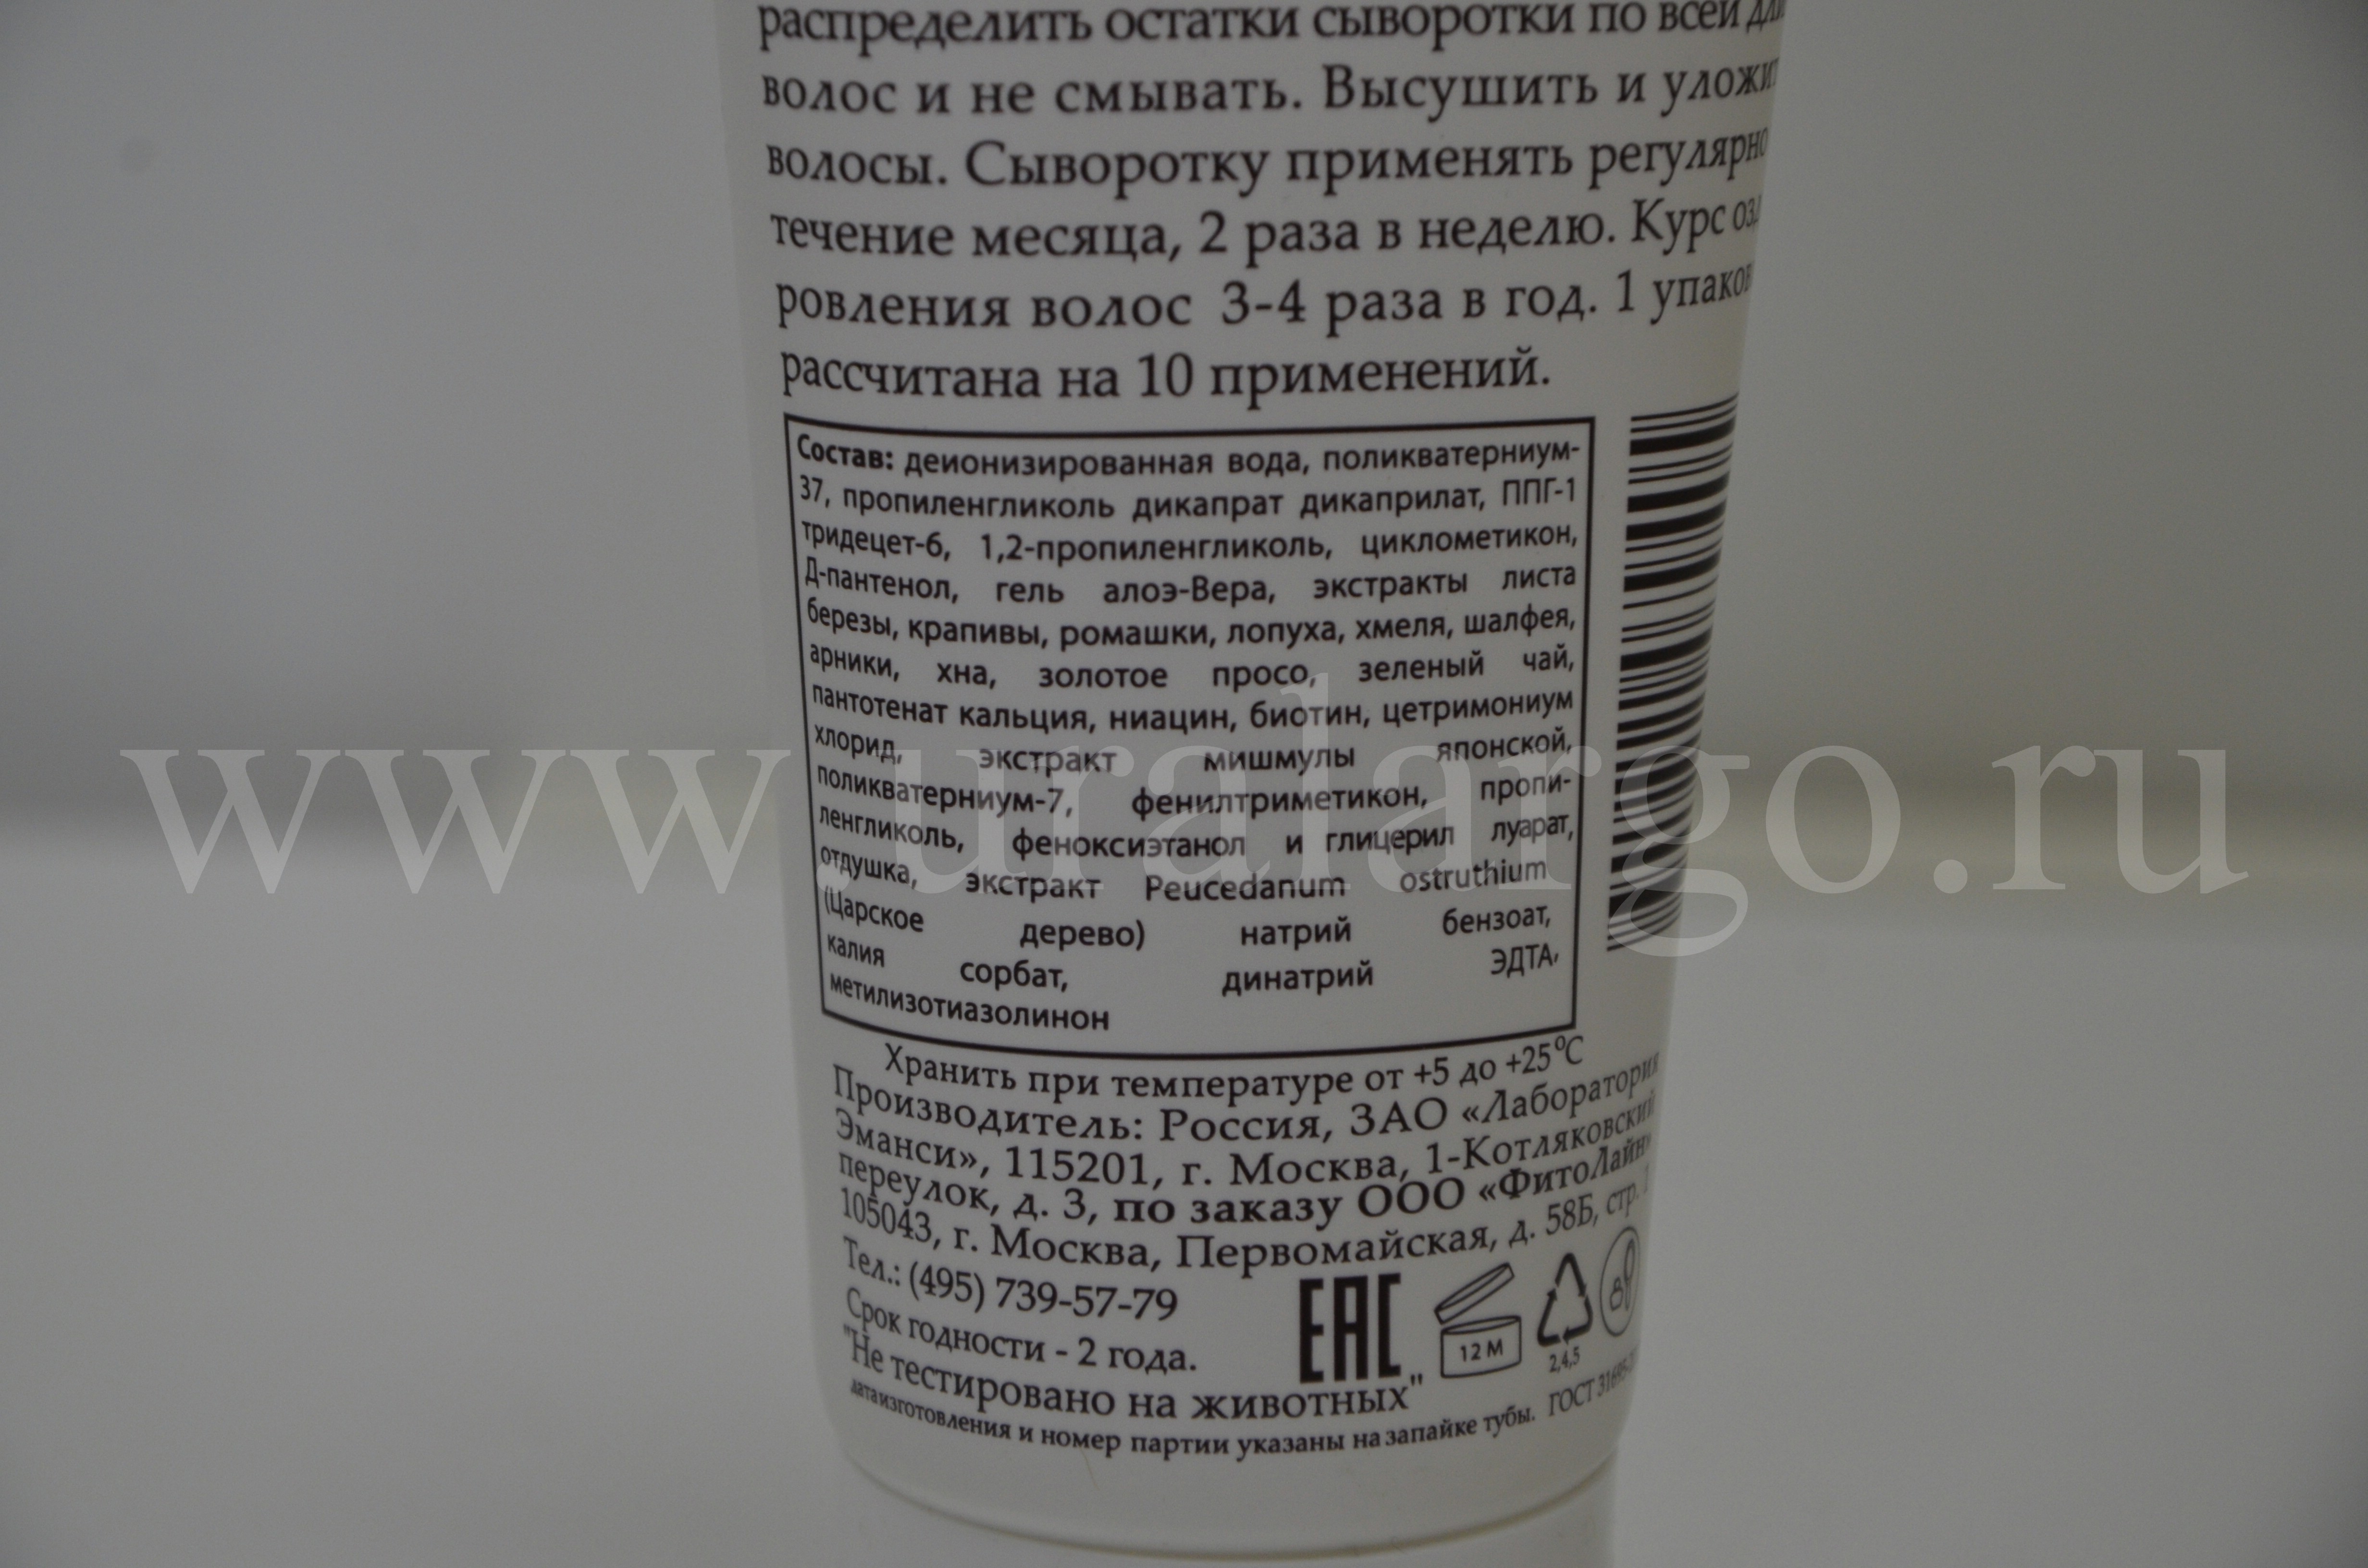 распределить остатки сыворотки по всей
волос и не смывать. Высушить и уложит
волосы. Сыворотку применять регулярно
течение месяца, 2 раза в неделю. Курс оз
ровления волос 3-4 раза в год. 1 упаков
рассчитана на 10 применений.
Состав: деионизированная вода, поликватерниум-
37, пропиленгликоль дикапрат дикаприлат, ППГ-1
тридецет-6, 1,2-пропиленгликоль, циклометикон,
Д-пантенол, гель алоэ-Вера, экстракты листа
березы, крапивы, ромашки, лопуха, хмеля, шалфея,
арники, хна, золотое просо, зеленый чай,
пантотенат кальция, ниацин, биотин, цетримониум
хлорид, экстракт мишмулы японской,
поликватерниум-7, фенилтриметикон, пропи-
ленгликоль, феноксиэтанол и глицерил луарат,
отдушка, экстракт Peucedanum ostruthium
(Царское дерево) натрий бензоат,
калия сорбат, динатрий ЭДТА,
метилизотиазолинон
Хранить при температуре от +5 до +25°C
Производитель: Россия, ЗАО «Лаборатория
Эманси», 115201, г. Москва, 1-Котляковский
переулок, д. 3, по заказу ООО «ФитоЛайн»
105043, г. Москва, Первомайская, д. 58Б, стр. 1
Тел.: (495) 739-57-79
Срок годности - 2 года.
EAC
12 M
2,4,5
"Не тестировано на животных"
дата изготовления и номер партии указаны на запайке тубы. ГОСТ
www.uralargo.ru